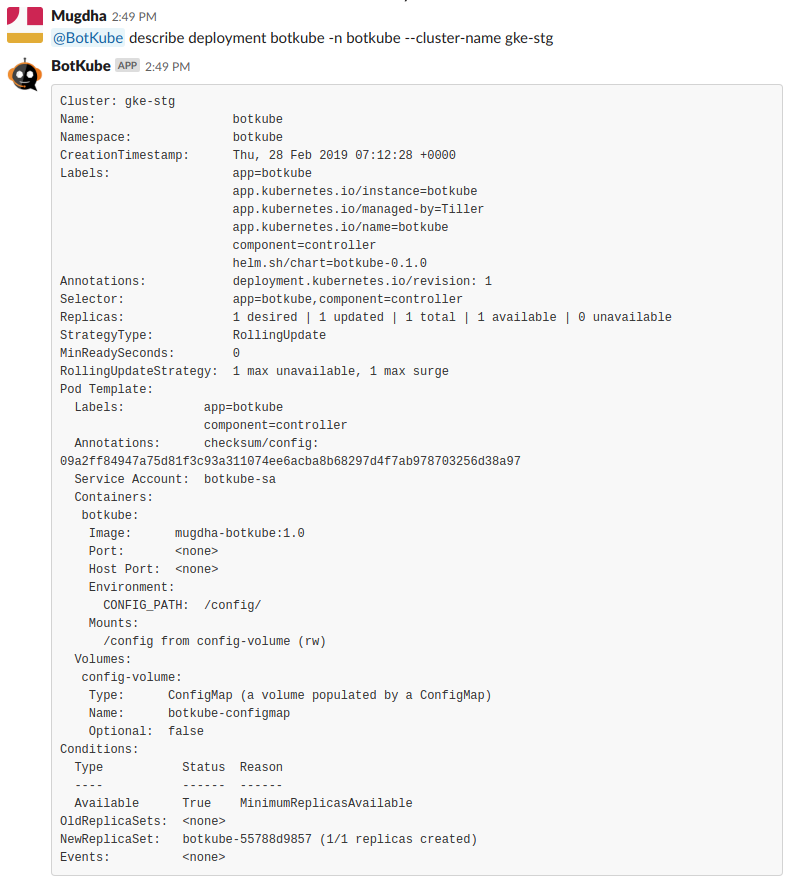 Mugdha 2:49 PM
@BotKube describe deployment botkube -n botkube --cluster-name gke-stg
BotKube APP 2:49 PM
Cluster: gke-stg
Name:                   botkube
Namespace:              botkube
CreationTimestamp:      Thu, 28 Feb 2019 07:12:28 +0000
Labels:                 app=botkube
                        app.kubernetes.io/instance=botkube
                        app.kubernetes.io/managed-by=Tiller
                        app.kubernetes.io/name=botkube
                        component=controller
                        helm.sh/chart=botkube-0.1.0
Annotations:            deployment.kubernetes.io/revision: 1
Selector:               app=botkube,component=controller
Replicas:               1 desired | 1 updated | 1 total | 1 available | 0 unavailable
StrategyType:           RollingUpdate
MinReadySeconds:        0
RollingUpdateStrategy:  1 max unavailable, 1 max surge
Pod Template:
  Labels:           app=botkube
                    component=controller
  Annotations:      checksum/config:
09a2ff84947a75d81f3c93a311074ee6acba8b68297d4f7ab978703256d38a97
  Service Account:  botkube-sa
  Containers:
   botkube:
    Image:      mugdha-botkube:1.0
    Port:       <none>
    Host Port:  <none>
    Environment:
      CONFIG_PATH:  /config/
    Mounts:
      /config from config-volume (rw)
  Volumes:
   config-volume:
    Type:      ConfigMap (a volume populated by a ConfigMap)
    Name:      botkube-configmap
    Optional:  false
Conditions:
  Type           Status  Reason
  ----           ------  ------
  Available      True    MinimumReplicasAvailable
OldReplicaSets:  <none>
NewReplicaSet:   botkube-55788d9857 (1/1 replicas created)
Events:          <none>